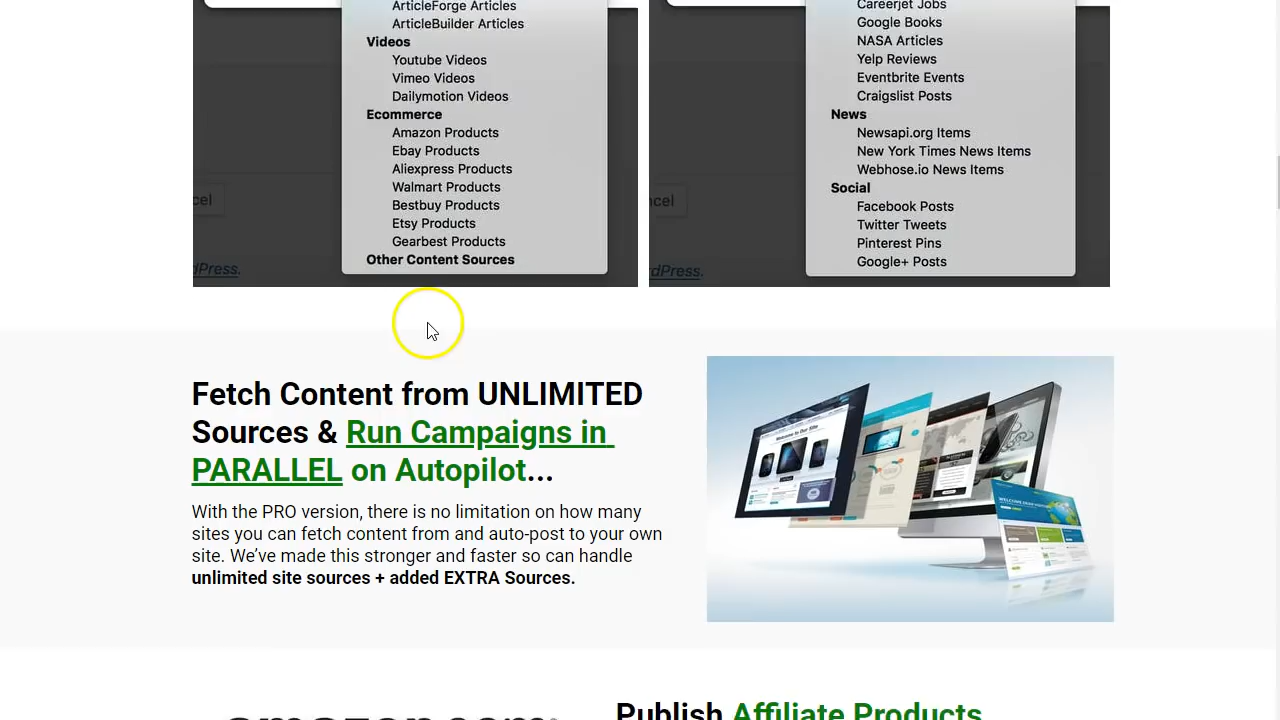 ArticleForge Articles
ArticleBuilder Articles
Videos
Youtube Videos
Vimeo Videos
Dailymotion Videos
Ecommerce
Amazon Products
Ebay Products
Aliexpress Products
Walmart Products
Bestbuy Products
Etsy Products
Gearbest Products
Other Content Sources
cel
dPress.
Careerjet Jobs
Google Books
NASA Articles
Yelp Reviews
Eventbrite Events
Craigslist Posts
News
Newsapi.org Items
New York Times News Items
Webhose.io News Items
Social
Facebook Posts
Twitter Tweets
Pinterest Pins
Google+ Posts
ncel
rdPress.
Fetch Content from UNLIMITED
Sources & Run Campaigns in
PARALLEL on Autopilot...
With the PRO version, there is no limitation on how many
sites you can fetch content from and auto-post to your own
site. We’ve made this stronger and faster so can handle
unlimited site sources + added EXTRA Sources.
amazon.com
Publish Affiliate Products